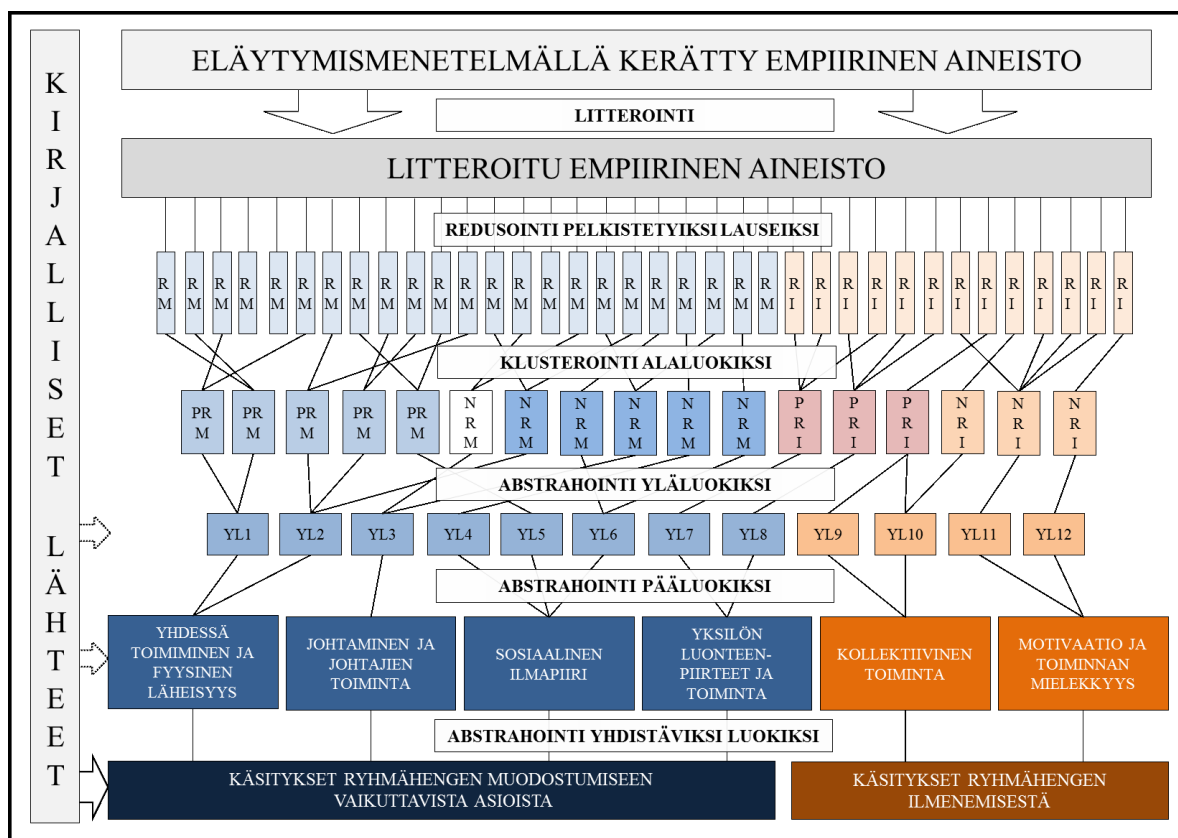 KIRJALLISET LÄHTEET
ELÄYTYMISMENETELMÄLLÄ KERÄTTY EMPIIRINEN AINEISTO
LITTEROINTI
LITTEROITU EMPIIRINEN AINEISTO
REDUSOINTI PELKISTETYIKSI LAUSEIKSI
RM RM RM RM RM RM RM RM RM RM RM RM RM RM RM RM RM RM RM RM RM RM RM RI RI RI RI RI RI RI RI RI RI RI RI RI
KLUSTEROINTI ALALUOKIKSI
PRM PRM PRM PRM PRM NRM NRM NRM NRM NRM NRM PRI PRI PRI NRI NRI NRI
ABSTRAHOINTI YLÄLUOKIKSI
YL1 YL2 YL3 YL4 YL5 YL6 YL7 YL8 YL9 YL10 YL11 YL12
ABSTRAHOINTI PÄÄLUOKIKSI
YHDESSÄ
TOIMIMINEN JA
FYYSINEN
LÄHEISYYS
JOHTAMINEN JA
JOHTAJIEN
TOIMINTA
SOSIAALINEN
ILMAPIIRI
YKSILÖN
LUONTEEN-
PIIRTEET JA
TOIMINTA
KOLLEKTIIVINEN
TOIMINTA
MOTIVAATIO JA
TOIMINNAN
MIELEKKYYS
ABSTRAHOINTI YHDISTÄVIKSI LUOKIKSI
KÄSITYKSET RYHMÄHENGEN MUODOSTUMISEEN
VAIKUTTAVISTA ASIOISTA
KÄSITYKSET RYHMÄHENGEN
ILMENEMISESTÄ